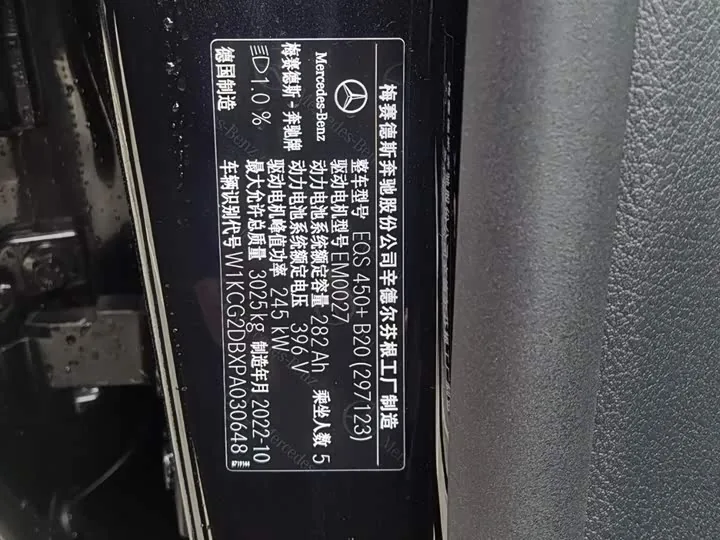 梅赛德斯奔驰股份公司辛德尔芬根工厂制造
Mercedes-Benz
梅赛德斯-奔驰牌
1.0 %
德国制造
整车型号 EQS 450+ B20 (297123)
驱动电机型号 EM0027
动力电池系统额定容量 282 Ah 乘坐人数 5
动力电池系统额定电压 396 V
驱动电机峰值功率 245 kW
最大允许总质量 3025kg 制造年月 2022-10
车辆识别代号 W1KCG2DBXPA030648